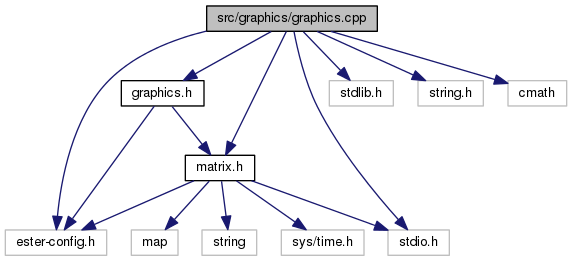 src/graphics/graphics.cpp
graphics.h
stdlib.h
string.h
cmath
matrix.h
ester-config.h
map
string
sys/time.h
stdio.h